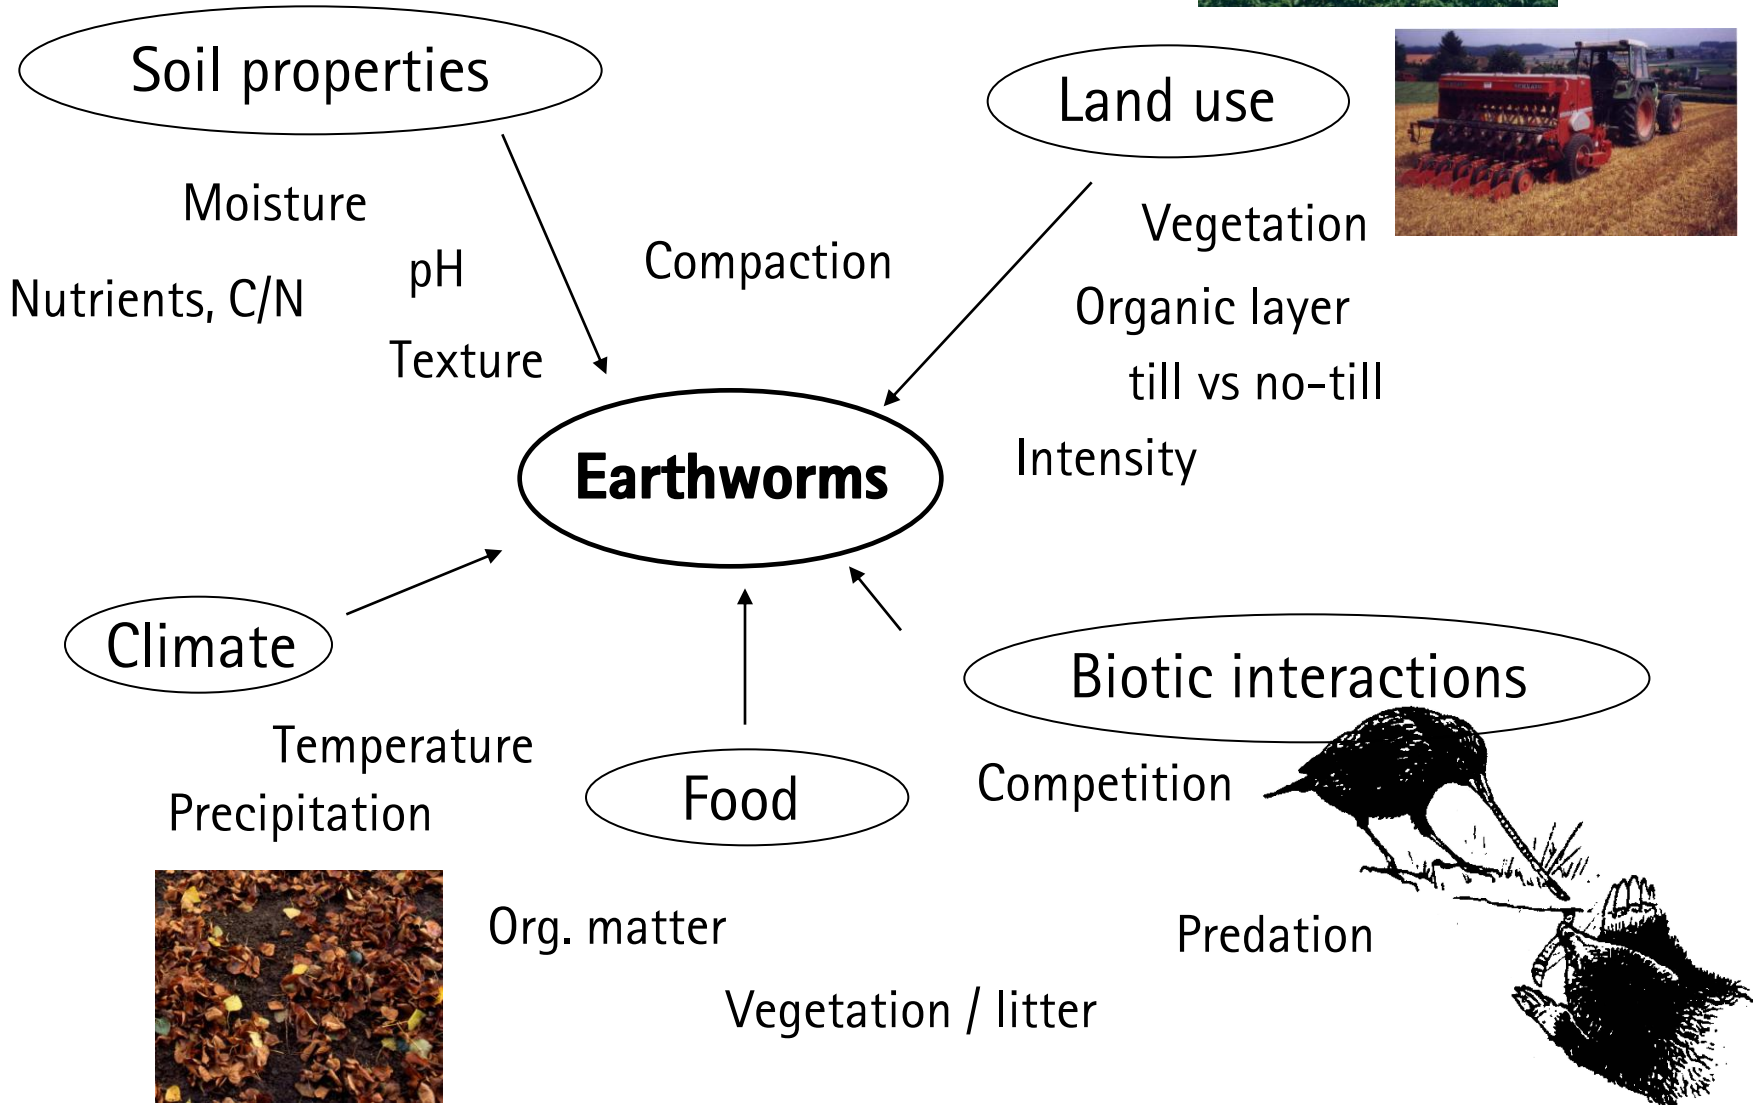 Soil properties
Land use
Moisture
Vegetation
pH
Compaction
Nutrients, C/N
Organic layer
Texture
till vs no-till
Intensity
Earthworms
Climate
Biotic interactions
Temperature
Food
Competition
Precipitation
Org. matter
Predation
Vegetation / litter